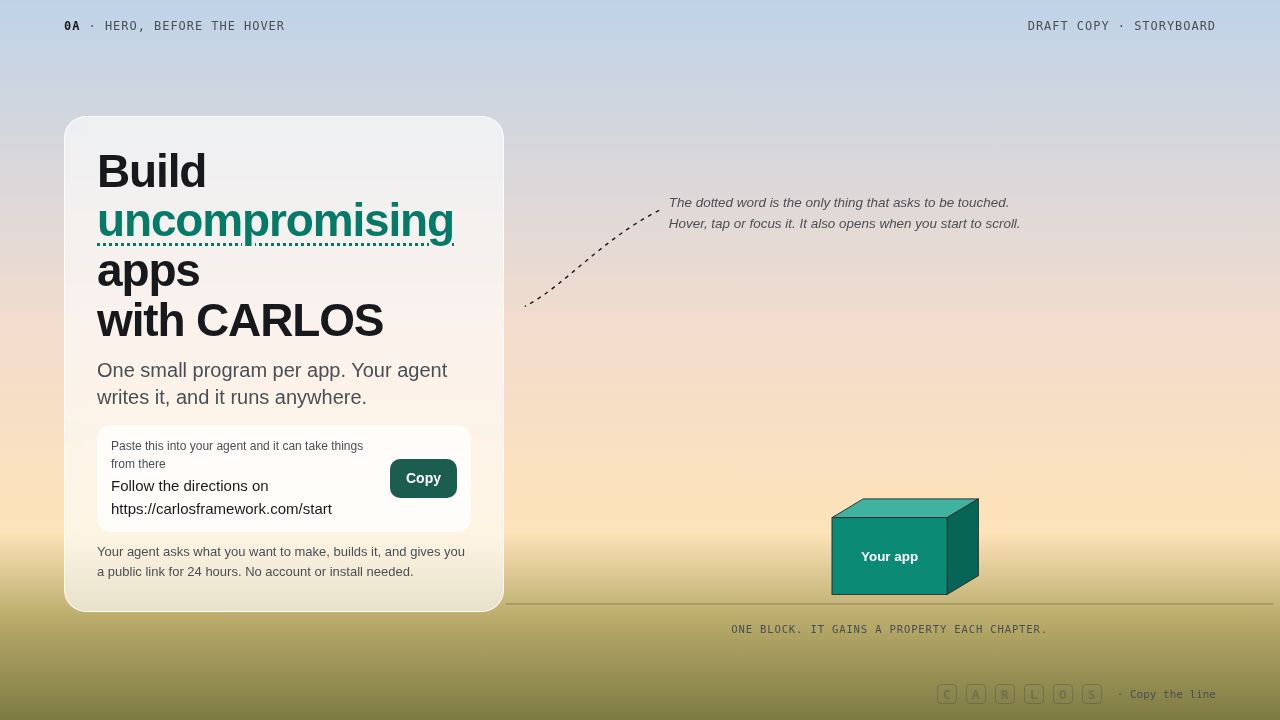 0A · HERO, BEFORE THE HOVER
DRAFT COPY · STORYBOARD
Build
uncompromising
apps
with CARLOS
One small program per app. Your agent
writes it, and it runs anywhere.
Paste this into your agent and it can take things
from there
Follow the directions on
https://carlosframework.com/start
Copy
Your agent asks what you want to make, builds it, and gives you
a public link for 24 hours. No account or install needed.
The dotted word is the only thing that asks to be touched.
Hover, tap or focus it. It also opens when you start to scroll.
Your app
ONE BLOCK. IT GAINS A PROPERTY EACH CHAPTER.
C A R L O S · Copy the line